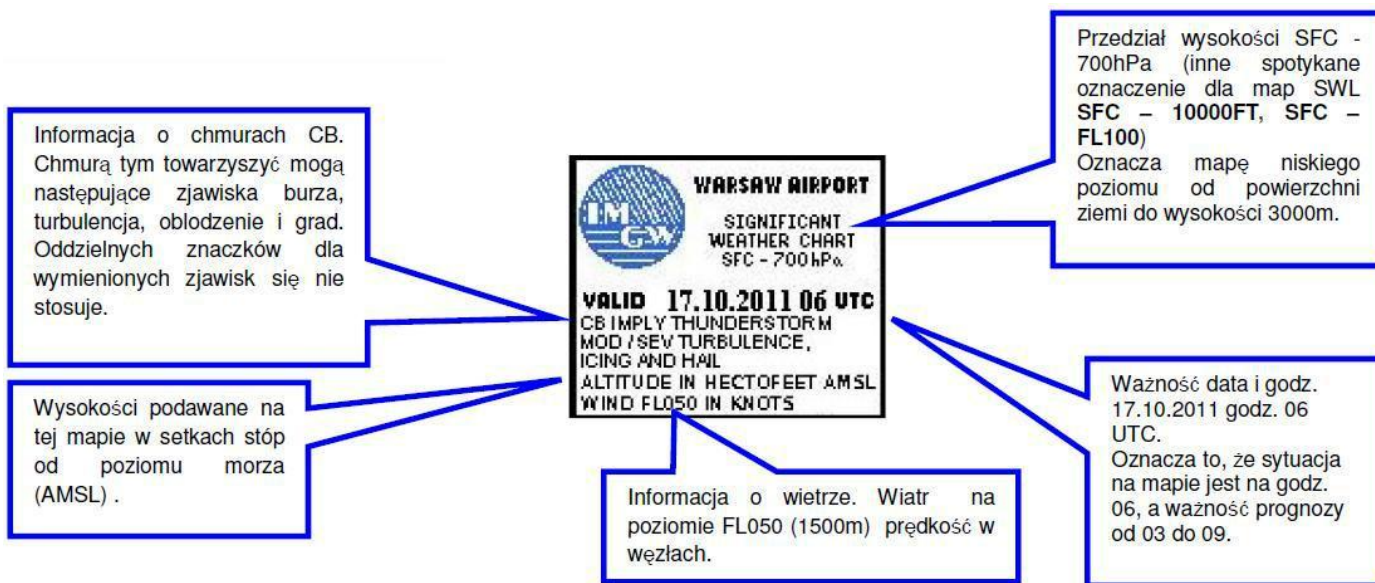 Informacja o chmurach CB.
Chmurą tym towarzyszyć mogą
następujące zjawiska burza,
turbulencja, oblodzenie i grad.
Oddzielnych znaczków dla
wymienionych zjawisk się nie
stosuje.
Wysokości podawane na
tej mapie w setkach stóp
od poziomu morza
(AMSL) .
IM
GW
WARSAW AIRPORT
SIGNIFICANT
WEATHER CHART
SFC - 700 hPa
VALID 17.10.2011 06 UTC
CB IMPLY THUNDERSTORM
MOD / SEV TURBULENCE,
ICING AND HAIL
ALTITUDE IN HECTOFEET AMSL
WIND FL050 IN KNOTS
Informacja o wietrze. Wiatr na
poziomie FL050 (1500m) prędkość w
węzłach.
Przedział wysokości SFC -
700hPa (inne spotykane
oznaczenie dla map SWL
SFC – 10000FT, SFC –
FL100)
Oznacza mapę niskiego
poziomu od powierzchni
ziemi do wysokości 3000m.
Ważność data i godz.
17.10.2011 godz. 06
UTC.
Oznacza to, że sytuacja
na mapie jest na godz.
06, a ważność prognozy
od 03 do 09.